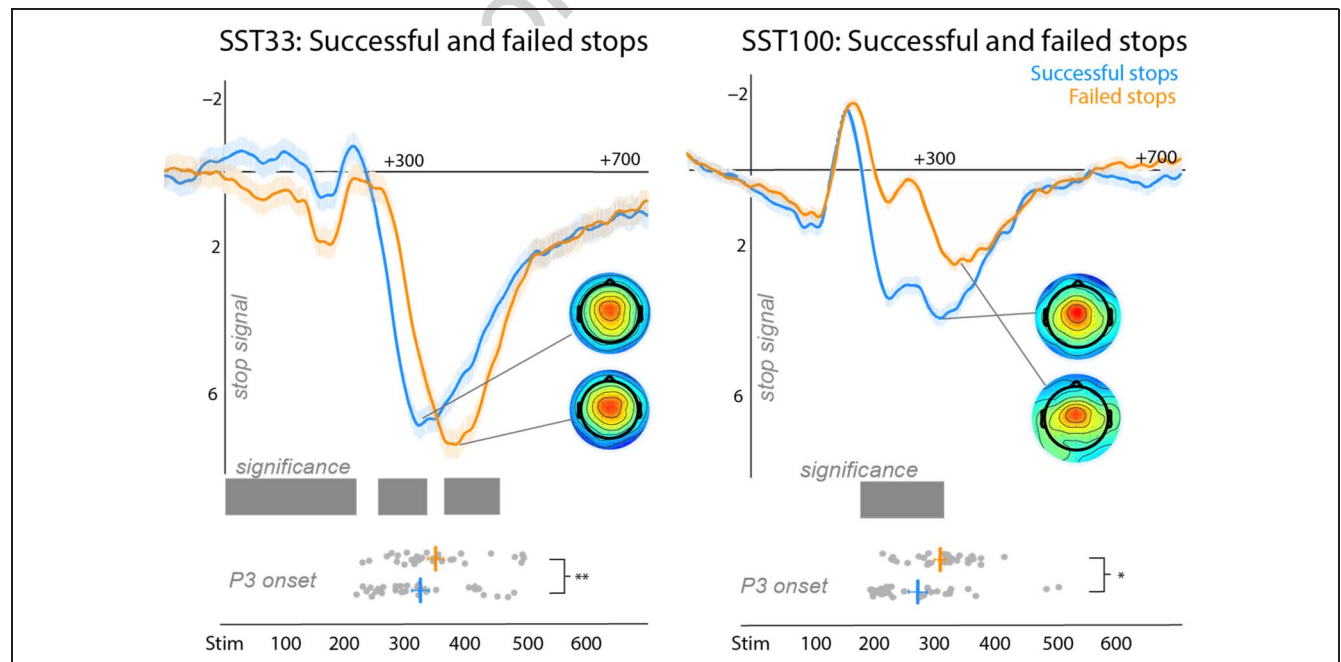 SST33: Successful and failed stops
−2
+300
+700
2
6
stop signal
significance
P3 onset
**
Stim 100 200 300 400 500 600
SST100: Successful and failed stops
Successful stops
Failed stops
−2
+300
+700
2
6
stop signal
significance
P3 onset
*
Stim 100 200 300 400 500 600